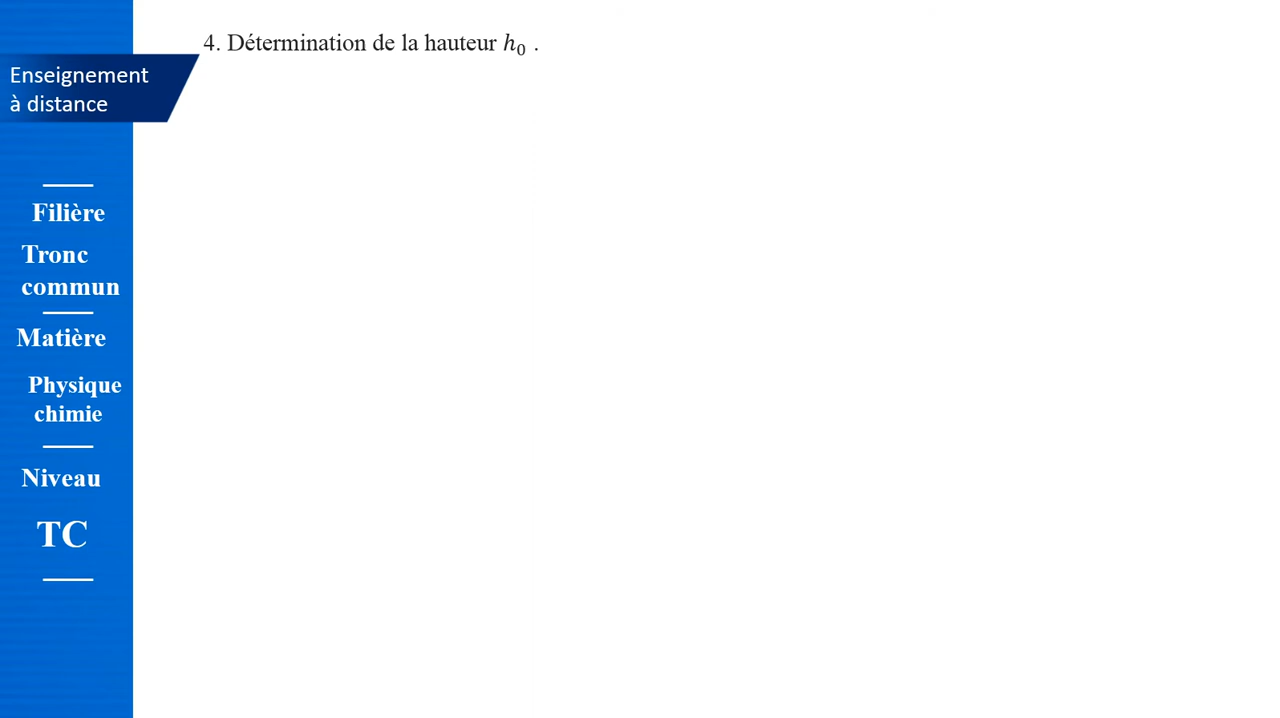 4. Détermination de la hauteur h₀ .
Enseignement
à distance
Filière
Tronc
commun
Matière
Physique
chimie
Niveau
TC